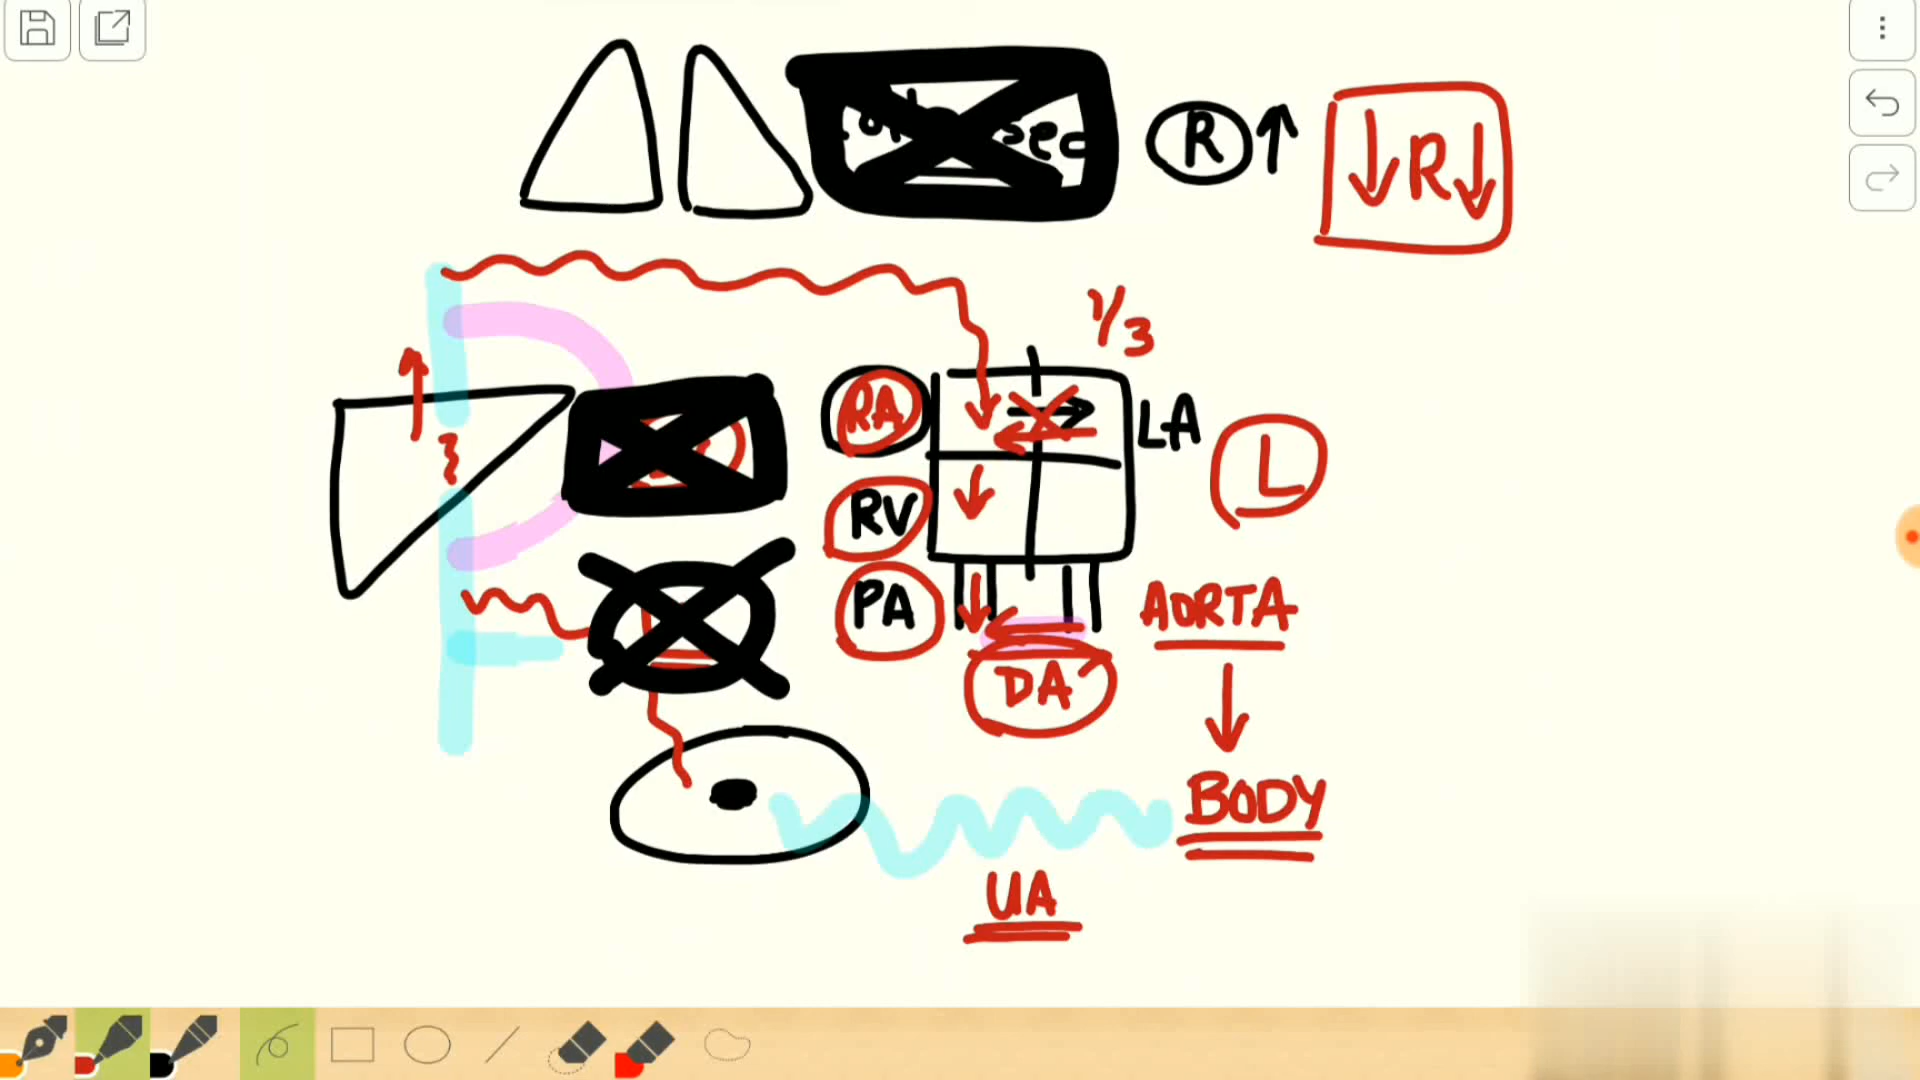 R ↑
↓ R ↓
1/3
RA
LA
L
RV
PA
AORTA
DA
BODY
UA